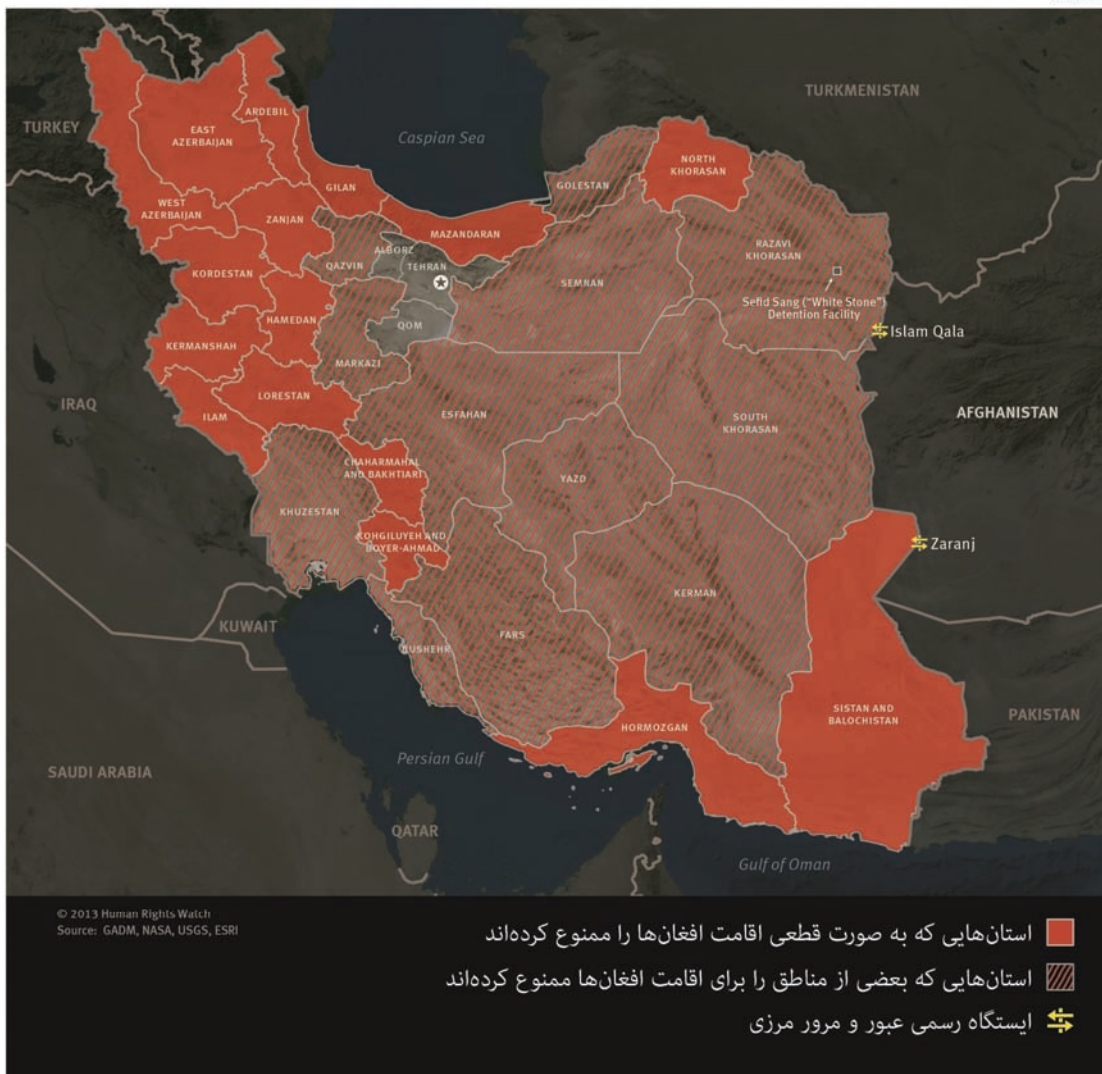 TURKMENISTAN
TURKEY
Caspian Sea
ARDEBIL
EAST
AZERBAIJAN
GILAN
NORTH
KHORASAN
GOLESTAN
WEST
AZERBAIJAN
ZANJAN
MAZANDARAN
ALBORZ
TEHRAN
QAZVIN
RAZAVI
KHORASAN
KORDESTAN
SEMRAN
Sefid Sang ("White Stone")
Detention Facility
QOM
HAMEDAN
Islam Qala
KERMANSHAH
MARKAZI
LORESTAN
IRAQ
ILAM
ESFAHAN
SOUTH
KHORASAN
AFGHANISTAN
CHAHARMAHAL
AND BAKHTIARI
YAZD
KHUZESTAN
KOHGILUYEH AND
BOYER-AHMAD
Zaranj
KERMAN
KUWAIT
FARS
BUSHEHR
SISTAN AND
BALOCHISTAN
PAKISTAN
HORMOZGAN
Persian Gulf
SAUDI ARABIA
QATAR
Gulf of Oman
© 2013 Human Rights Watch
Source: GADM, NASA, USGS, ESRI
استان‌هایی که به صورت قطعی اقامت افغان‌ها را ممنوع کرده‌اند
استان‌هایی که بعضی از مناطق را برای اقامت افغان‌ها ممنوع کرده‌اند
ایستگاه رسمی عبور و مرور مرزی